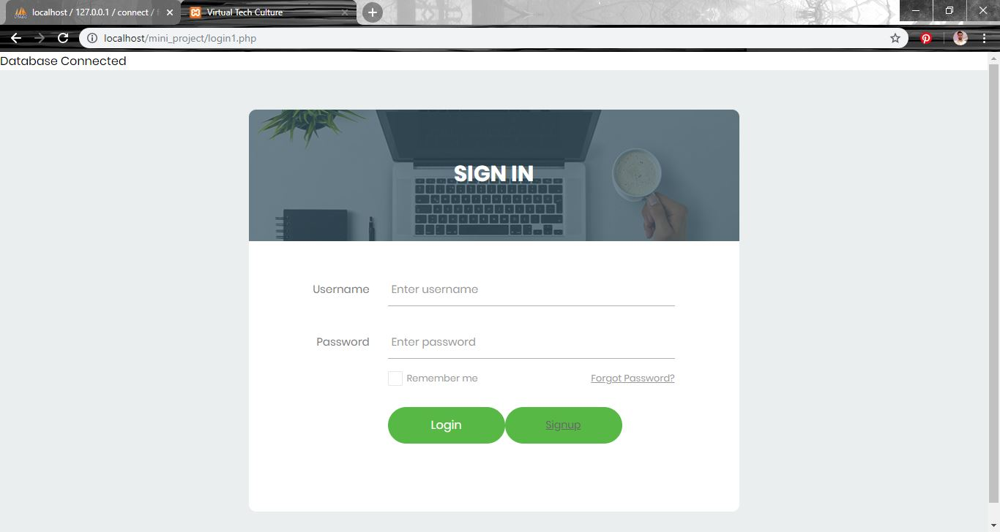 localhost / 127.0.0.1 / connect / f
Virtual Tech Culture
localhost/mini_project/login1.php
Database Connected
SIGN IN
Username Enter username
Password Enter password
Remember me Forgot Password?
Login Signup